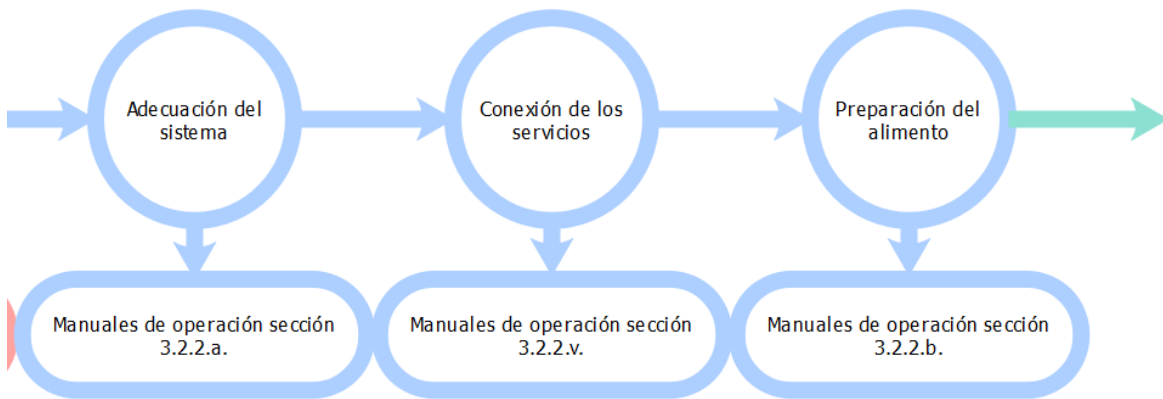 Adecuación del
sistema
Conexión de los
servicios
Preparación del
alimento
Manuales de operación sección
3.2.2.a.
Manuales de operación sección
3.2.2.v.
Manuales de operación sección
3.2.2.b.